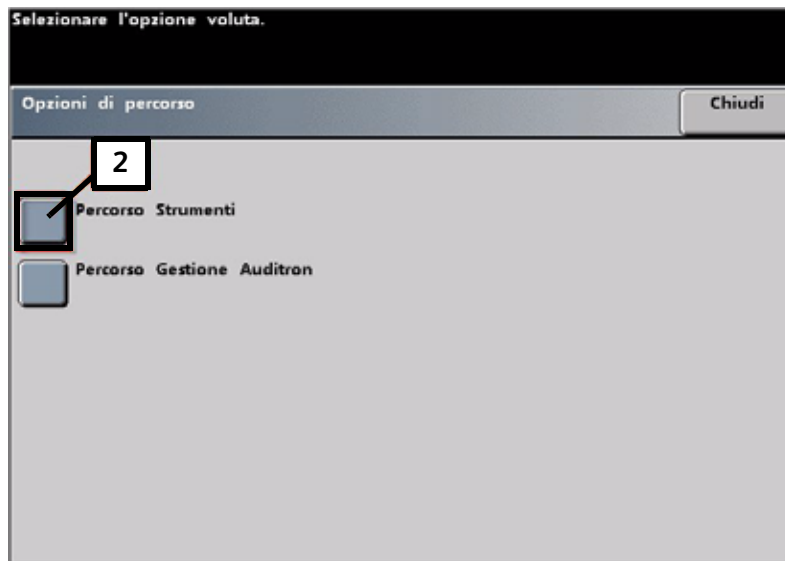 Selezionare l'opzione voluta.
Opzioni di percorso
Chiudi
2
Percorso Strumenti
Percorso Gestione Auditron